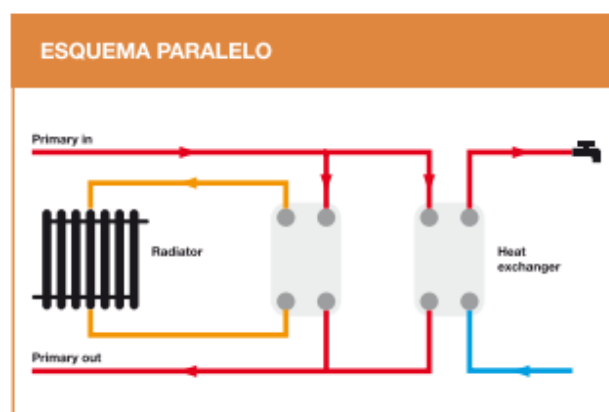 ESQUEMA PARALELO
Primary in
Radiator
Heat
exchanger
Primary out